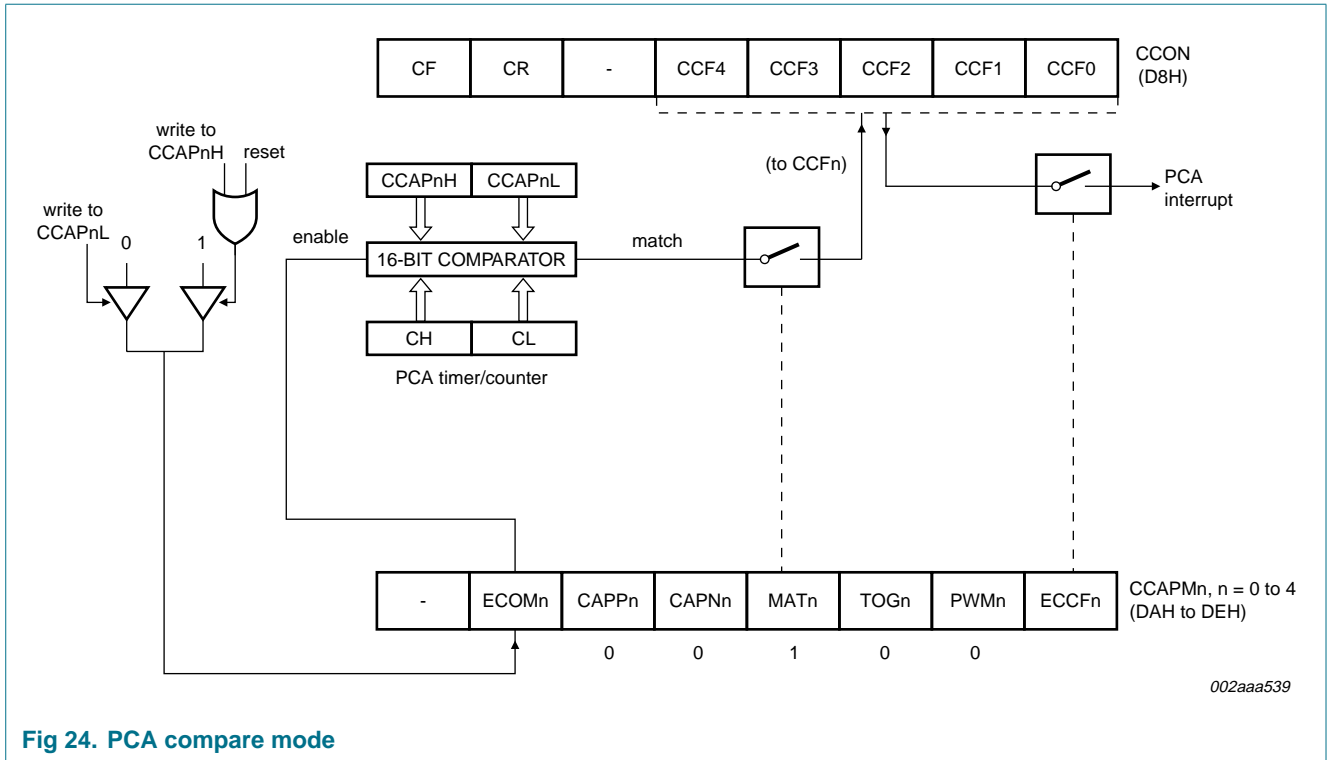 CF CR - CCF4 CCF3 CCF2 CCF1 CCF0
CCON
(D8H)
write to
CCAPnH reset
(to CCFn)
PCA
interrupt
CCAPnH CCAPnL
write to
CCAPnL 0 1
enable
16-BIT COMPARATOR
match
CH CL
PCA timer/counter
- ECOMn CAPPn CAPNn MATn TOGn PWMn ECCFn
CCAPMn, n = 0 to 4
(DAH to DEH)
0 0 1 0 0
002aaa539
Fig 24. PCA compare mode